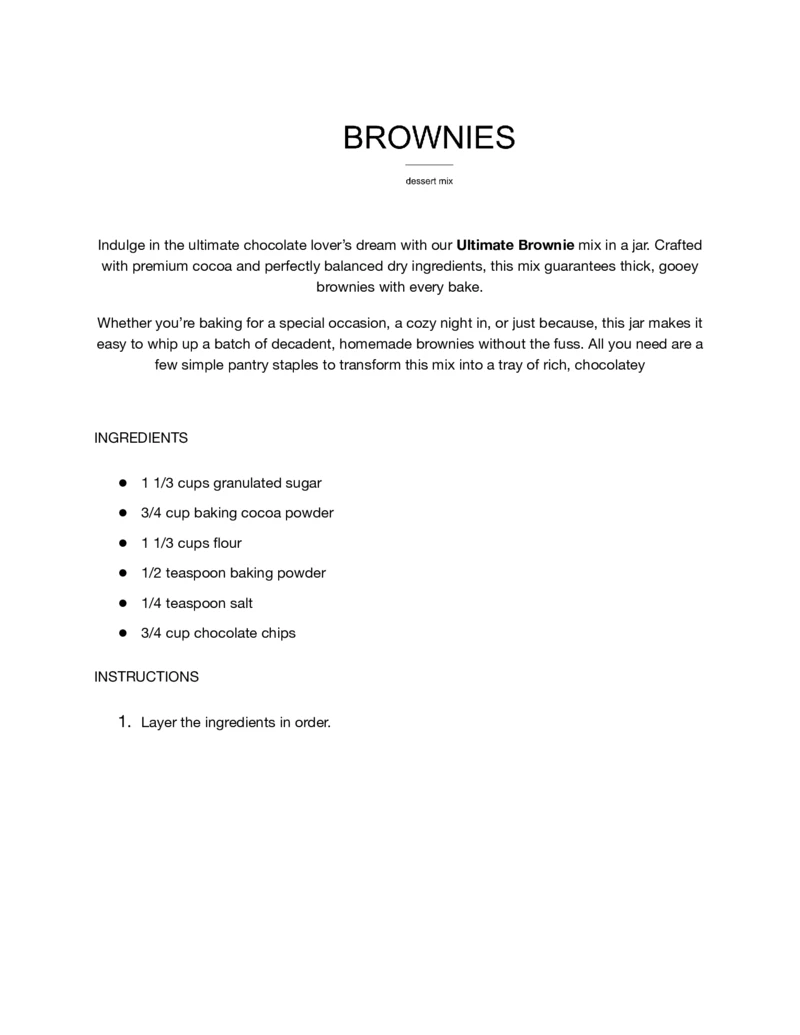 BROWNIES
dessert mix
Indulge in the ultimate chocolate lover’s dream with our Ultimate Brownie mix in a jar. Crafted
with premium cocoa and perfectly balanced dry ingredients, this mix guarantees thick, gooey
brownies with every bake.
Whether you’re baking for a special occasion, a cozy night in, or just because, this jar makes it
easy to whip up a batch of decadent, homemade brownies without the fuss. All you need are a
few simple pantry staples to transform this mix into a tray of rich, chocolatey
INGREDIENTS
● 1 1/3 cups granulated sugar
● 3/4 cup baking cocoa powder
● 1 1/3 cups flour
● 1/2 teaspoon baking powder
● 1/4 teaspoon salt
● 3/4 cup chocolate chips
INSTRUCTIONS
1. Layer the ingredients in order.